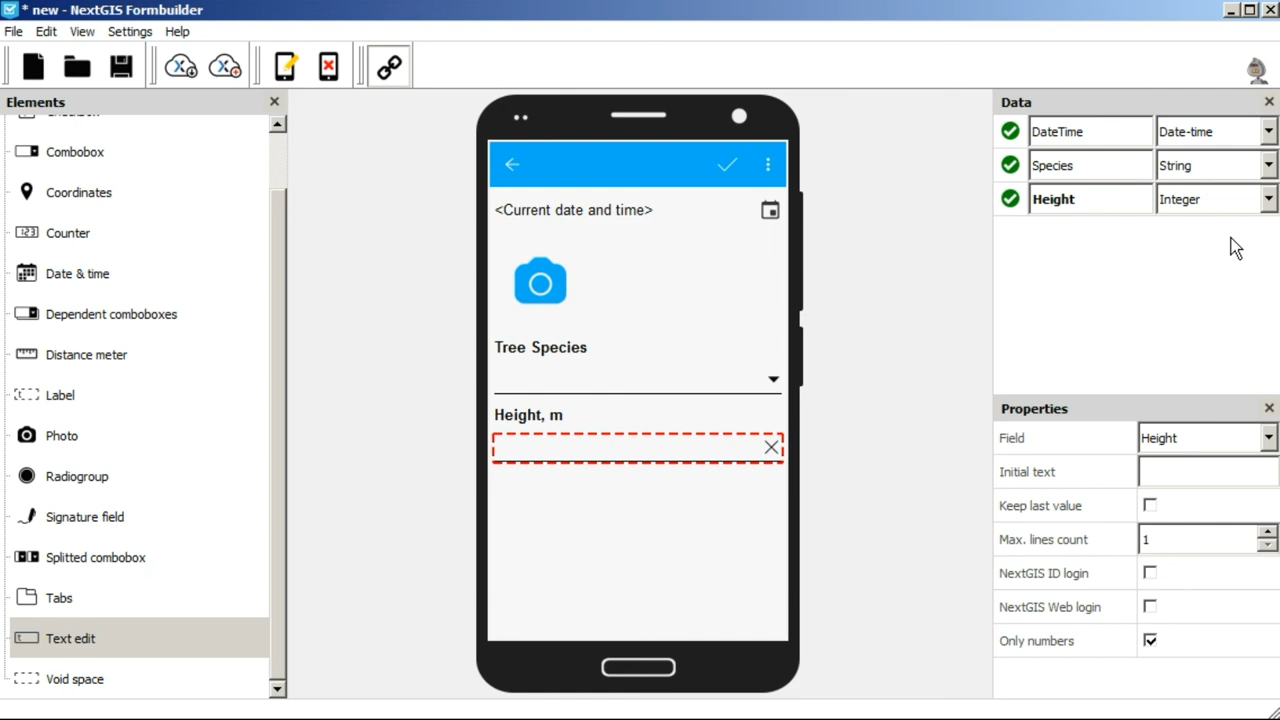 * new - NextGIS Formbuilder
File Edit View Settings Help
Elements
Combobox
Coordinates
Counter
Date & time
Dependent comboboxes
Distance meter
Label
Photo
Radiogroup
Signature field
Splitted combobox
Tabs
Text edit
Void space
<Current date and time>
Tree Species
Height, m
Data
DateTime Date-time
Species String
Height Integer
Properties
Field Height
Initial text
Keep last value
Max. lines count 1
NextGIS ID login
NextGIS Web login
Only numbers